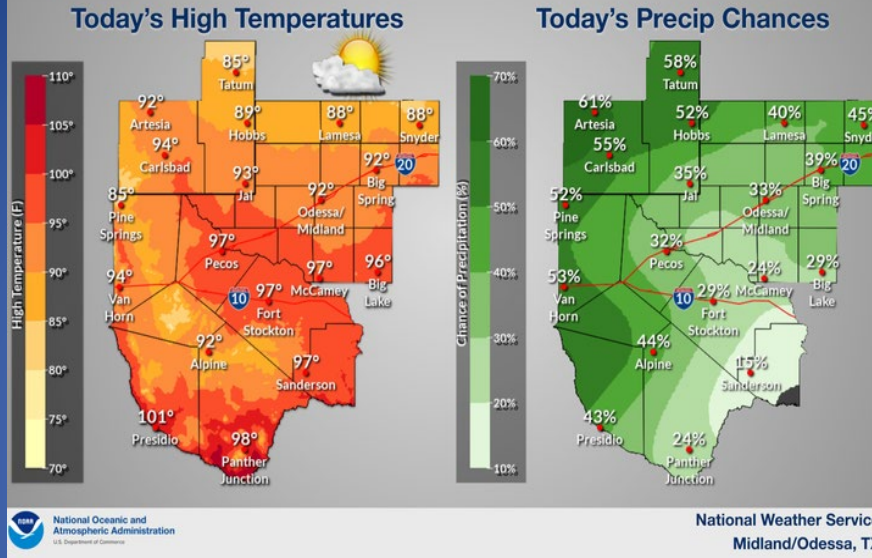 Today's High Temperatures
110°
105°
100°
95°
90°
85°
80°
75°
70°
High Temperature (F)
85°
Tatum
92°
Artesia
89°
Hobbs
88°
Lamesa
88°
Snyder
94°
Carlsbad
93°
Jal
92°
Big
Spring
20
85°
Pine
Springs
92°
Odessa/
Midland
97°
Pecos
94°
Van
Horn
10
97°
Fort
Stockton
97°
McCamey
96°
Big
Lake
92°
Alpine
97°
Sanderson
101°
Presidio
98°
Panther
Junction
Today's Precip Chances
70%
60%
50%
40%
30%
20%
10%
Chance of Precipitation (%)
58%
Tatum
61%
Artesia
52%
Hobbs
40%
Lamesa
45%
Snyd
55%
Carlsbad
35%
Jal
39%
Big
Spring
20
52%
Pine
Springs
33%
Odessa/
Midland
32%
Pecos
53%
Van
Horn
10
29%
Fort
Stockton
24%
McCamey
29%
Big
Lake
44%
Alpine
15%
Sanderson
43%
Presidio
24%
Panther
Junction
NOAA
National Oceanic and
Atmospheric Administration
U.S. Department of Commerce
National Weather Service
Midland/Odessa, TX